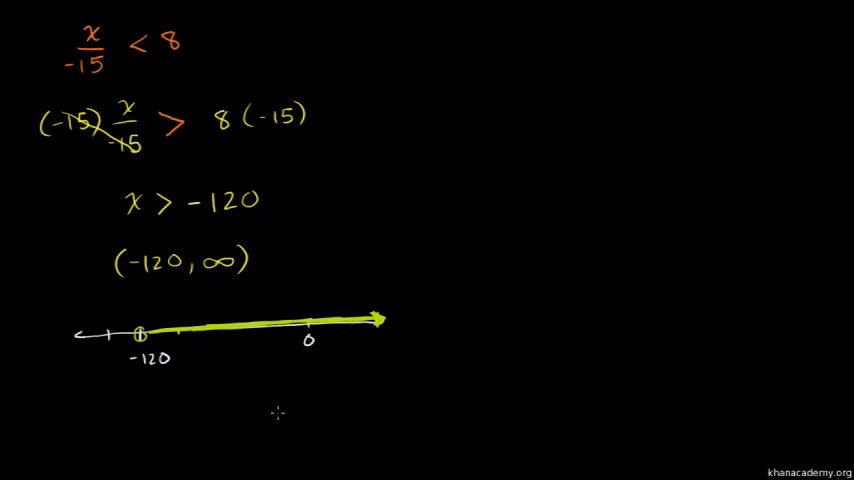 x/-15 < 8
(-15) x/-15 > 8 (-15)
x > -120
(-120, ∞)
-120 0
khanacademy.org